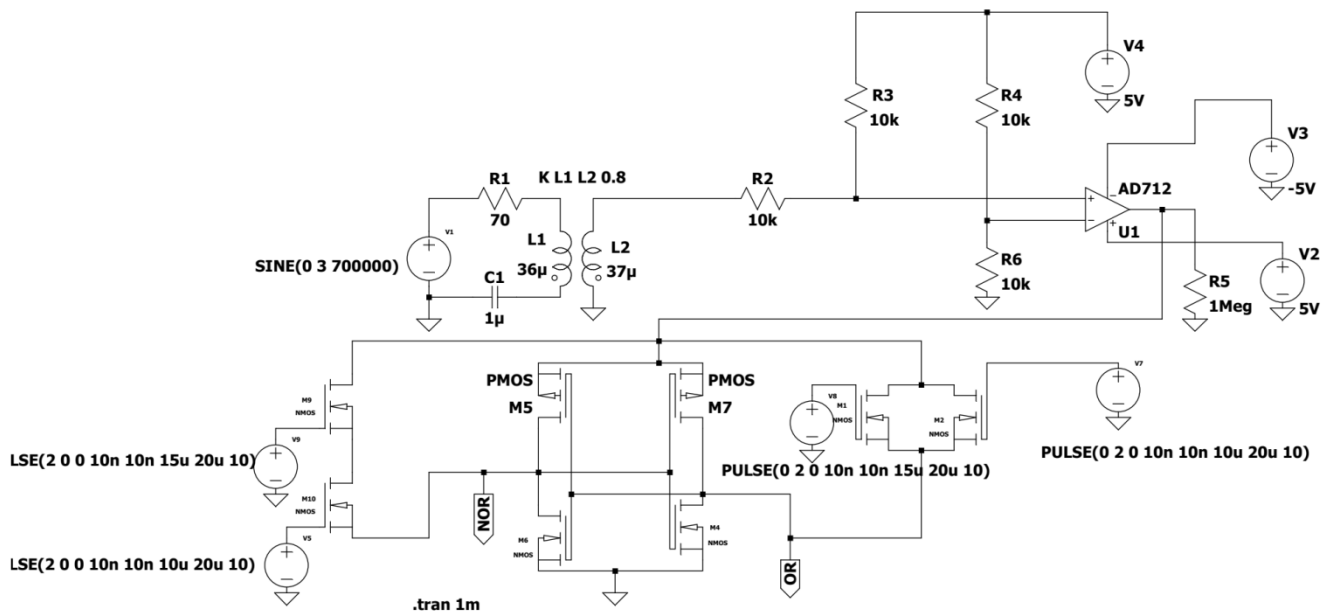 V4
5V
R3
10k
R4
10k
V3
-5V
R1
70
K L1 L2 0.8
R2
10k
AD712
U1
V1
SINE(0 3 700000)
L1
36µ
L2
37µ
C1
1µ
R6
10k
R5
1Meg
V2
5V
PMOS
M5
PMOS
M7
M9
NMOS
V9
LSE(2 0 0 10n 10n 15u 20u 10)
V8
M1
NMOS
M2
NMOS
V7
PULSE(0 2 0 10n 10n 15u 20u 10)
PULSE(0 2 0 10n 10n 10u 20u 10)
M10
NMOS
V5
LSE(2 0 0 10n 10n 10u 20u 10)
NOR
M6
NMOS
M4
NMOS
OR
.tran 1m